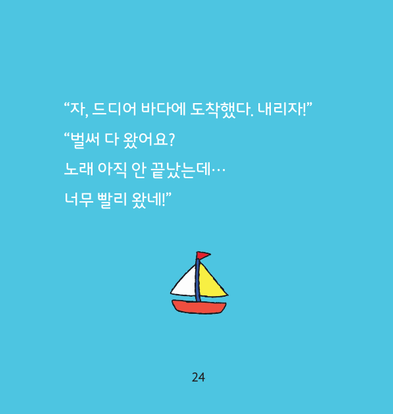 “자, 드디어 바다에 도착했다. 내리자!”
“벌써 다 왔어요?
노래 아직 안 끝났는데…
너무 빨리 왔네!”
24